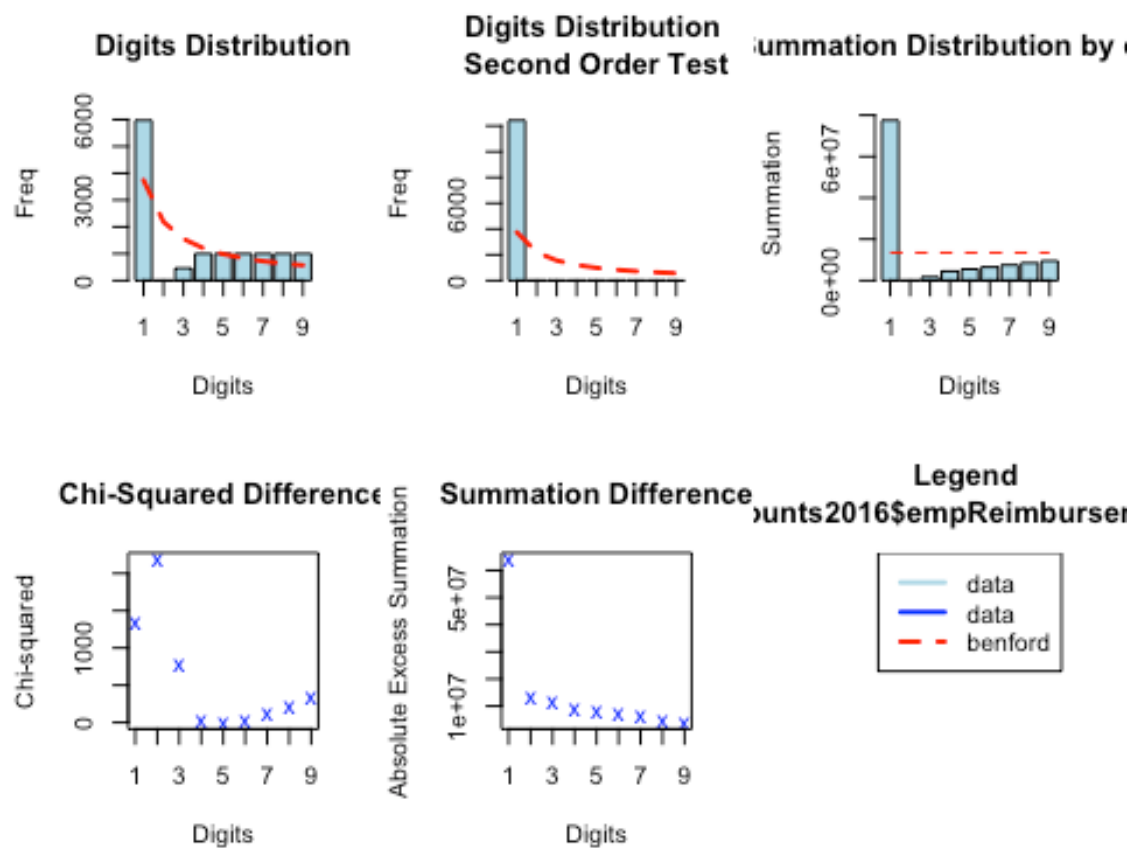 Digits Distribution
Freq
0
3000
6000
1 3 5 7 9
Digits
Digits Distribution
Second Order Test
Freq
0
6000
1 3 5 7 9
Digits
Summation Distribution by
Summation
0e+00
6e+07
1 3 5 7 9
Digits
Chi-Squared Difference
Chi-squared
0
1000
1 3 5 7 9
Digits
Summation Difference
Absolute Excess Summation
1e+07
5e+07
1 3 5 7 9
Digits
Legend
ounts2016$empReimburse
data
data
benford